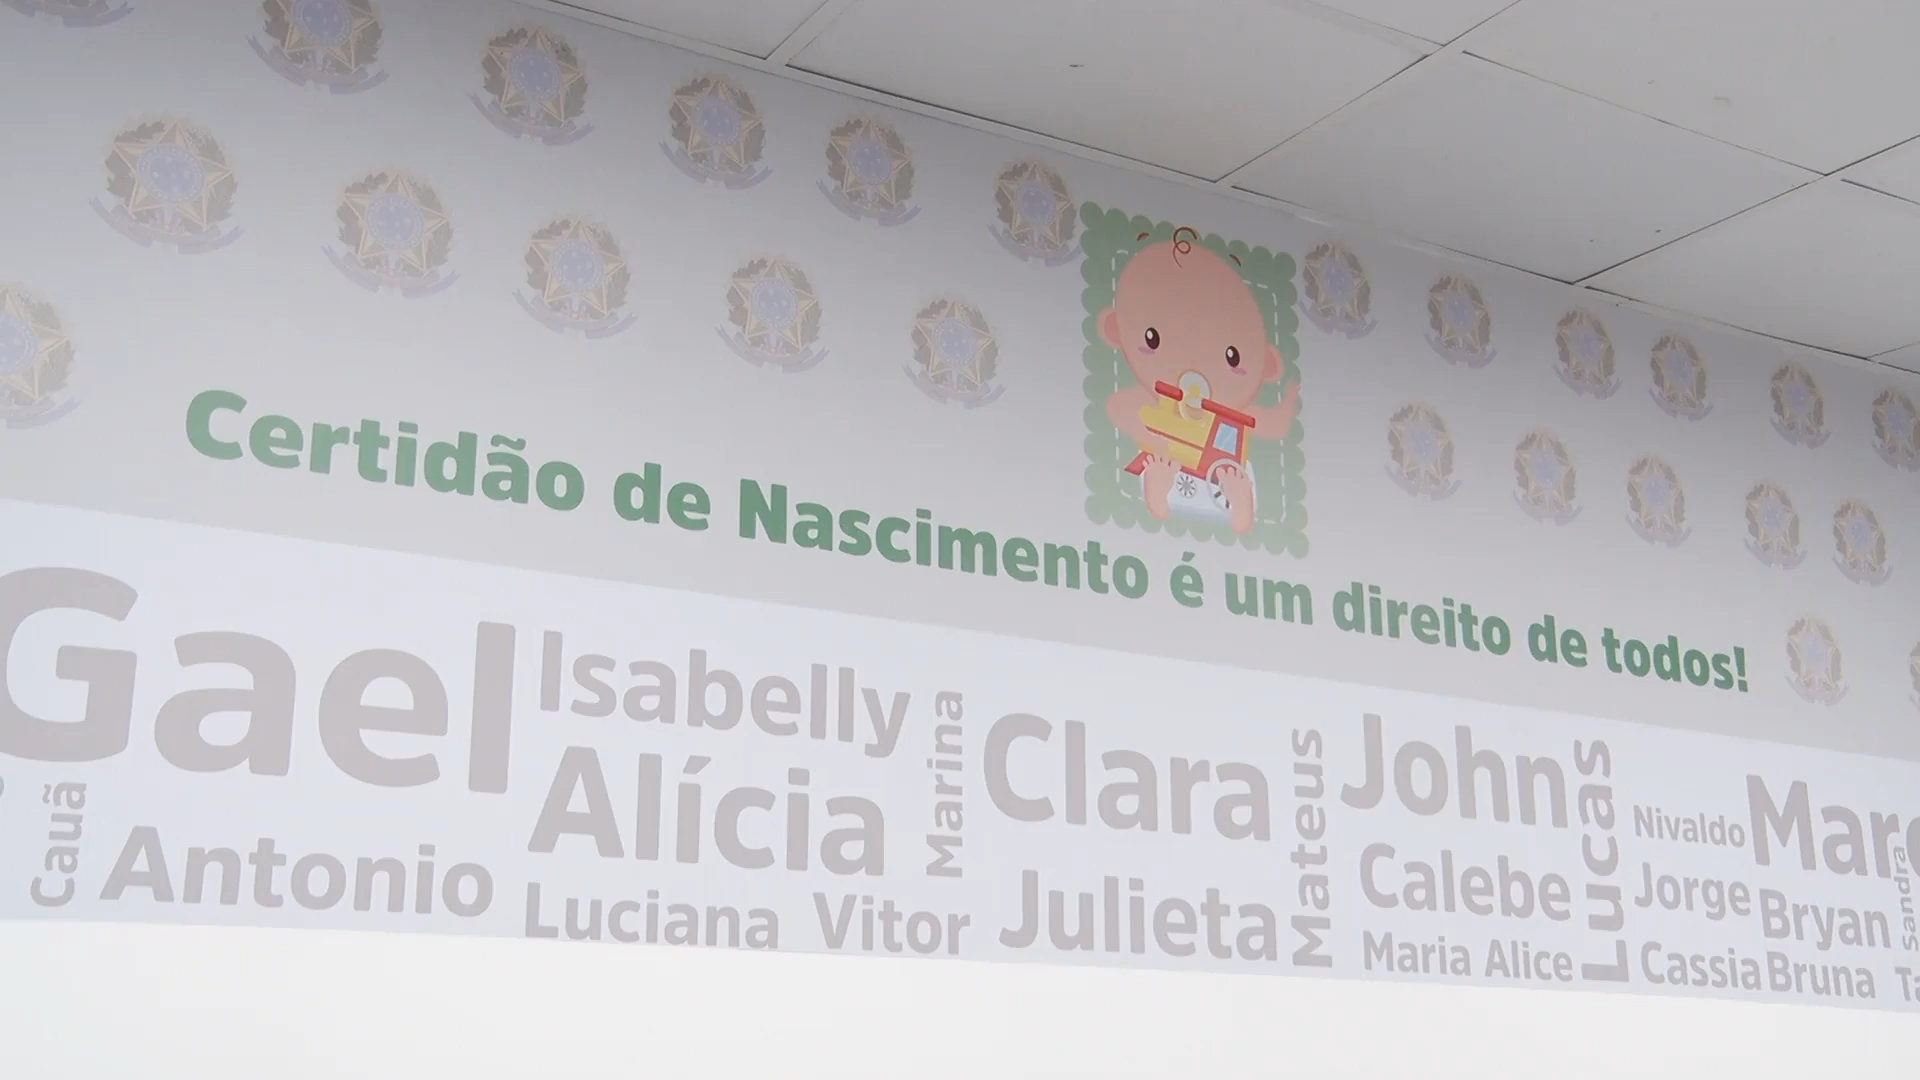 Certidão de Nascimento é um direito de todos!
Gael
Isabelly
Marina
Clara
Mateus
John
Lucas
Nivaldo
Cauã
Antonio
Alícia
Luciana
Vitor
Julieta
Calebe
Maria Alice
Jorge
Bryan
Sandra
Cassia
Bruna